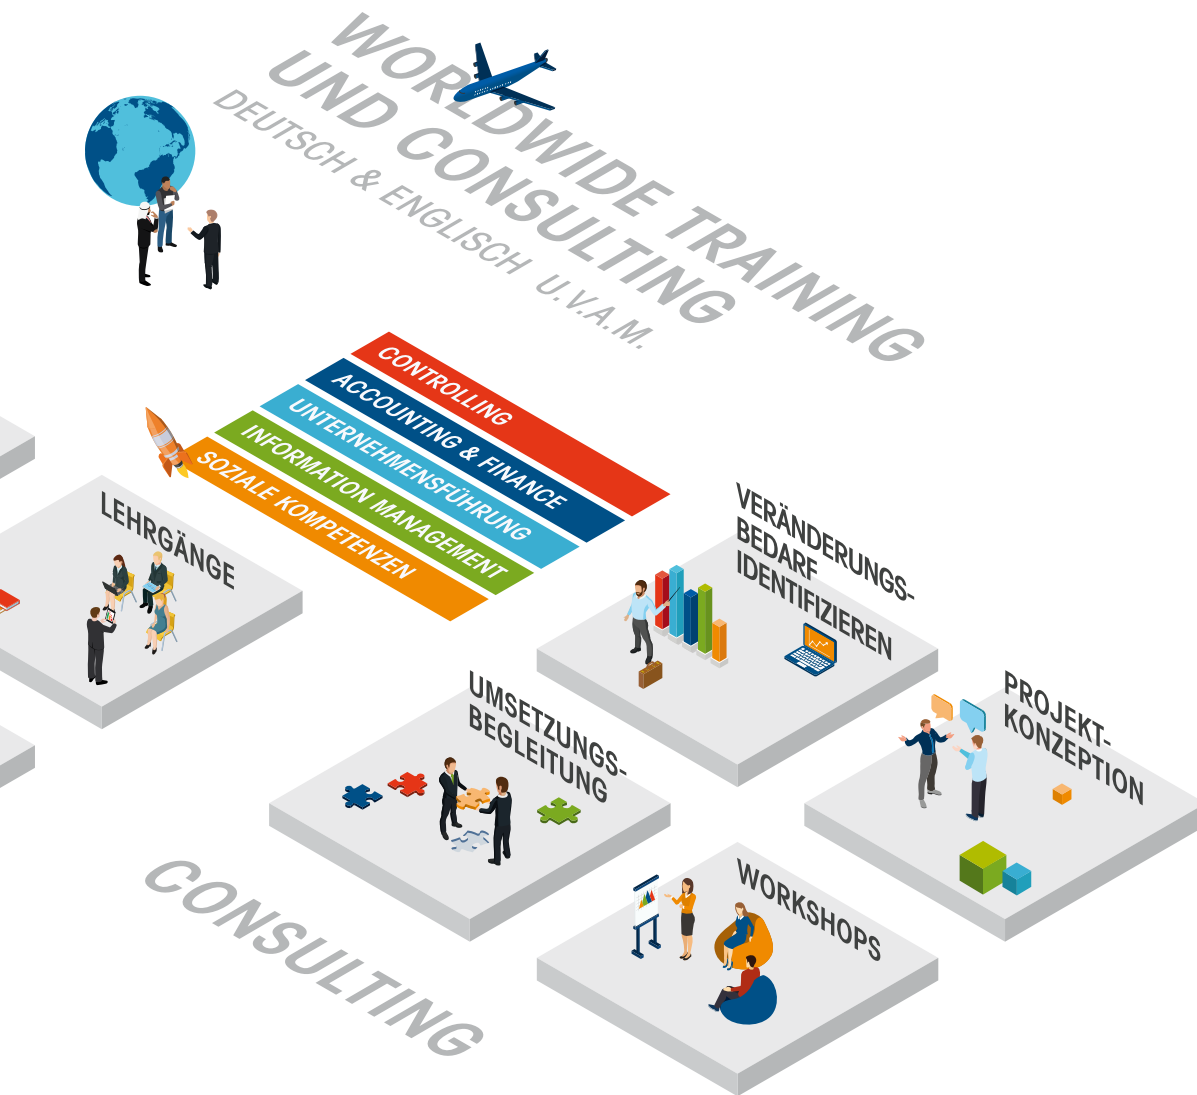 WORLDWIDE TRAINING
UND CONSULTING
DEUTSCH & ENGLISCH U.V.A.M.
CONTROLLING
ACCOUNTING & FINANCE
UNTERNEHMENSFÜHRUNG
INFORMATION MANAGEMENT
SOZIALE KOMPETENZEN
LEHRGÄNGE
VERÄNDERUNGS-
BEDARF
IDENTIFIZIEREN
UMSETZUNGS-
BEGLEITUNG
PROJEKT-
KONZEPTION
WORKSHOPS
CONSULTING